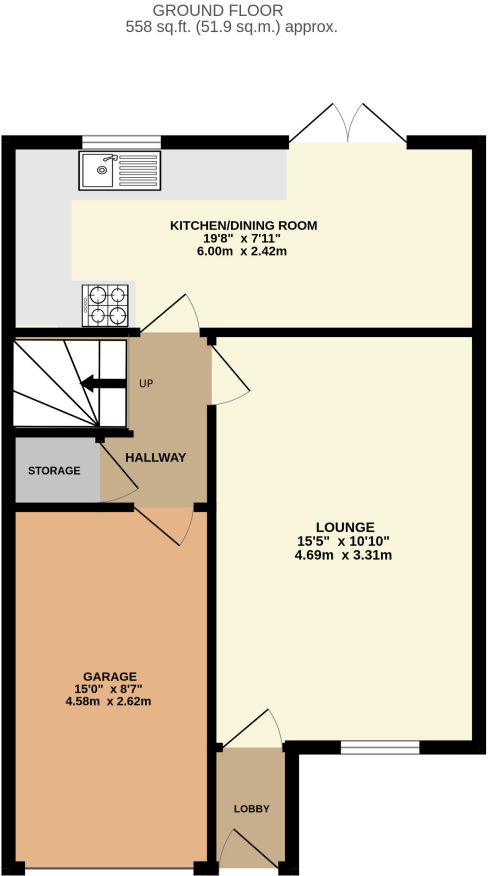 GROUND FLOOR
558 sq.ft. (51.9 sq.m.) approx.
KITCHEN/DINING ROOM
19'8" x 7'11"
6.00m x 2.42m
UP
HALLWAY
STORAGE
LOUNGE
15'5" x 10'10"
4.69m x 3.31m
GARAGE
15'0" x 8'7"
4.58m x 2.62m
LOBBY